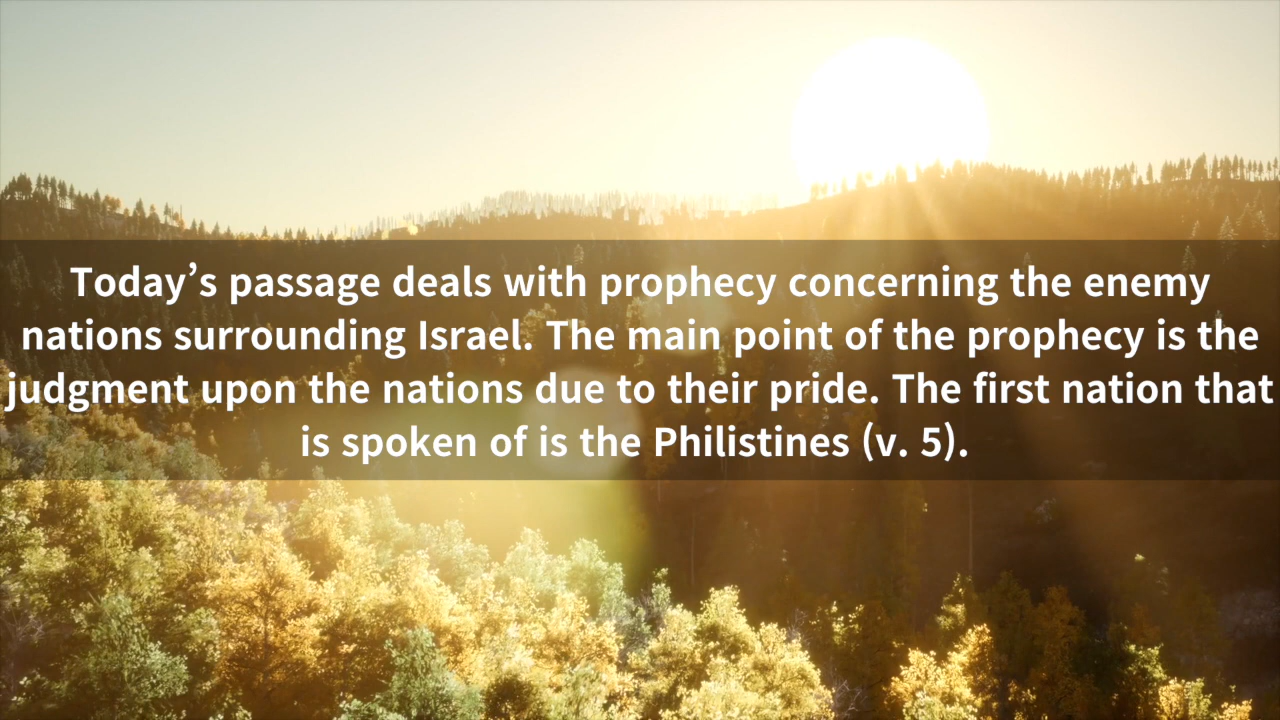 Today’s passage deals with prophecy concerning the enemy
nations surrounding Israel. The main point of the prophecy is the
judgment upon the nations due to their pride. The first nation that
is spoken of is the Philistines (v. 5).